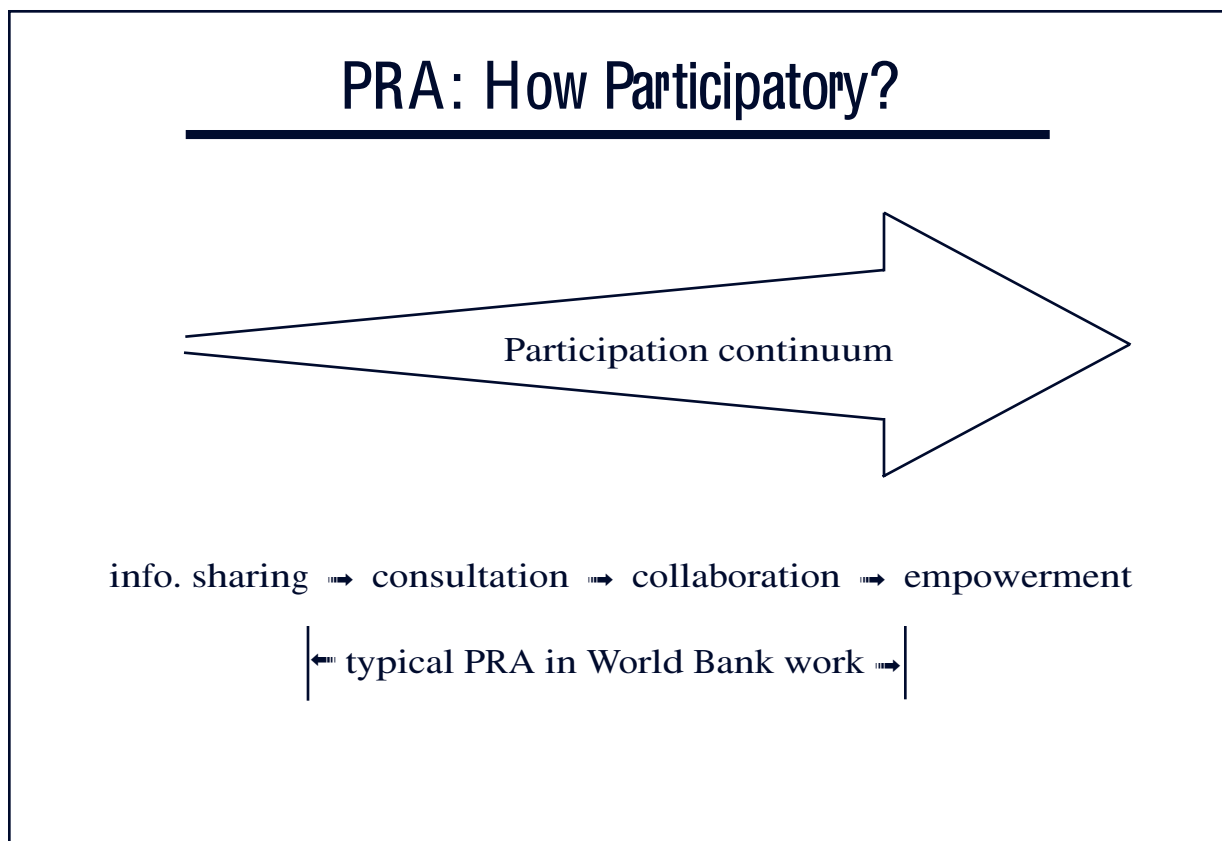 PRA: How Participatory?
Participation continuum
info. sharing ➟ consultation ➟ collaboration ➟ empowerment
typical PRA in World Bank work